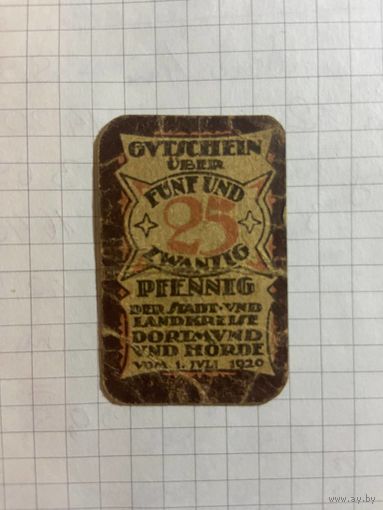 GVTSCHEIN
ÜBER
FÜNF UND
25
ZWANZIG
PFENNIG
DER STADT-VND
LANDKREISE
DORTMVND
VND HÖRDE
VOM 1. JVLI 1920
www.ay.by